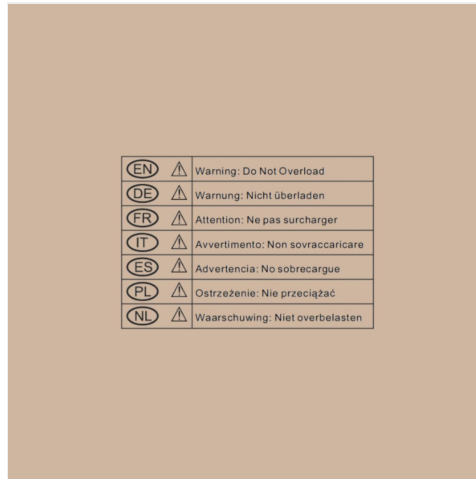 EN Warning: Do Not Overload
DE Warnung: Nicht überladen
FR Attention: Ne pas surcharger
IT Avvertimento: Non sovraccaricare
ES Advertencia: No sobrecargue
PL Ostrzeżenie: Nie przeciążać
NL Waarschuwing: Niet overbelasten